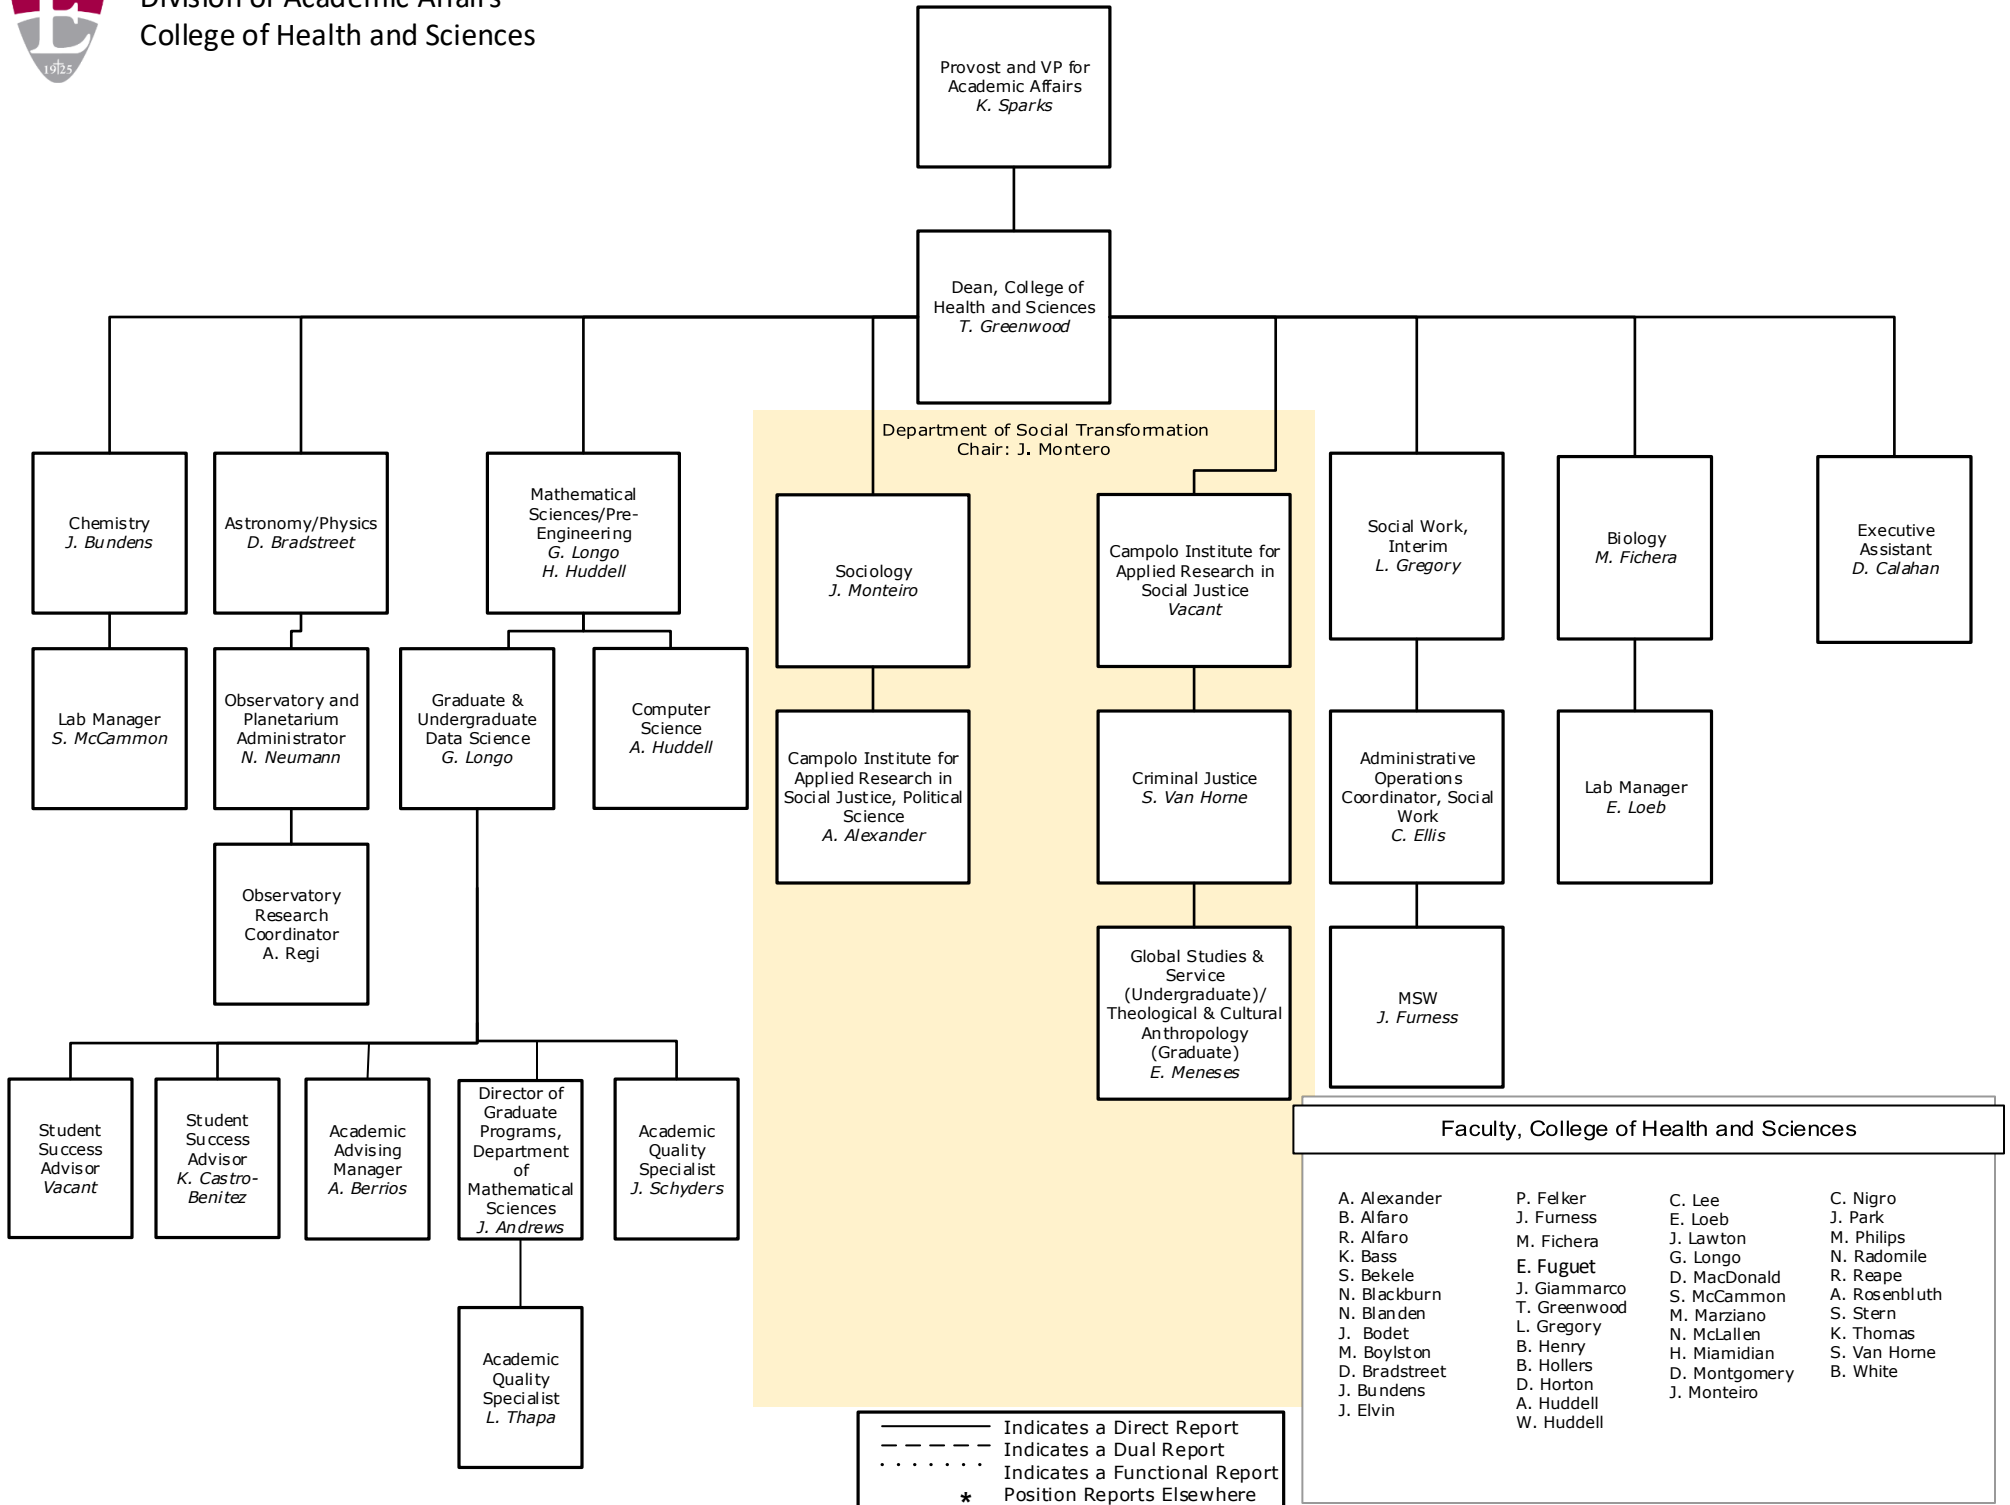 Division of Academic Affairs
College of Health and Sciences
E
1925
Provost and VP for
Academic Affairs
K. Sparks
Dean, College of
Health and Sciences
T. Greenwood
Department of Social Transformation
Chair: J. Montero
Chemistry
J. Bundens
Astronomy/Physics
D. Bradstreet
Mathematical
Sciences/Pre-
Engineering
G. Longo
H. Huddell
Sociology
J. Monteiro
Campolo Institute for
Applied Research in
Social Justice
Vacant
Social Work,
Interim
L. Gregory
Biology
M. Fichera
Executive
Assistant
D. Calahan
Lab Manager
S. McCammon
Observatory and
Planetarium
Administrator
N. Neumann
Graduate &
Undergraduate
Data Science
G. Longo
Computer
Science
A. Huddell
Campolo Institute for
Applied Research in
Social Justice, Political
Science
A. Alexander
Criminal Justice
S. Van Horne
Administrative
Operations
Coordinator, Social
Work
C. Ellis
Lab Manager
E. Loeb
Observatory
Research
Coordinator
A. Regi
Global Studies &
Service
(Undergraduate)/
Theological & Cultural
Anthropology
(Graduate)
E. Meneses
MSW
J. Furness
Student
Success
Advisor
Vacant
Student
Success
Advisor
K. Castro-
Benitez
Academic
Advising
Manager
A. Berrios
Director of
Graduate
Programs,
Department
of
Mathematical
Sciences
J. Andrews
Academic
Quality
Specialist
J. Schyders
Academic
Quality
Specialist
L. Thapa
Faculty, College of Health and Sciences
A. Alexander
B. Alfaro
R. Alfaro
K. Bass
S. Bekele
N. Blackburn
N. Blanden
J. Bodet
M. Boylston
D. Bradstreet
J. Bundens
J. Elvin
P. Felker
J. Furness
M. Fichera
E. Fuguet
J. Giammarco
T. Greenwood
L. Gregory
B. Henry
B. Hollers
D. Horton
A. Huddell
W. Huddell
C. Lee
E. Loeb
J. Lawton
G. Longo
D. MacDonald
S. McCammon
M. Marziano
N. McLallen
H. Miamidian
D. Montgomery
J. Monteiro
C. Nigro
J. Park
M. Philips
N. Radomile
R. Reape
A. Rosenbluth
S. Stern
K. Thomas
S. Van Horne
B. White
Indicates a Direct Report
Indicates a Dual Report
Indicates a Functional Report
* Position Reports Elsewhere